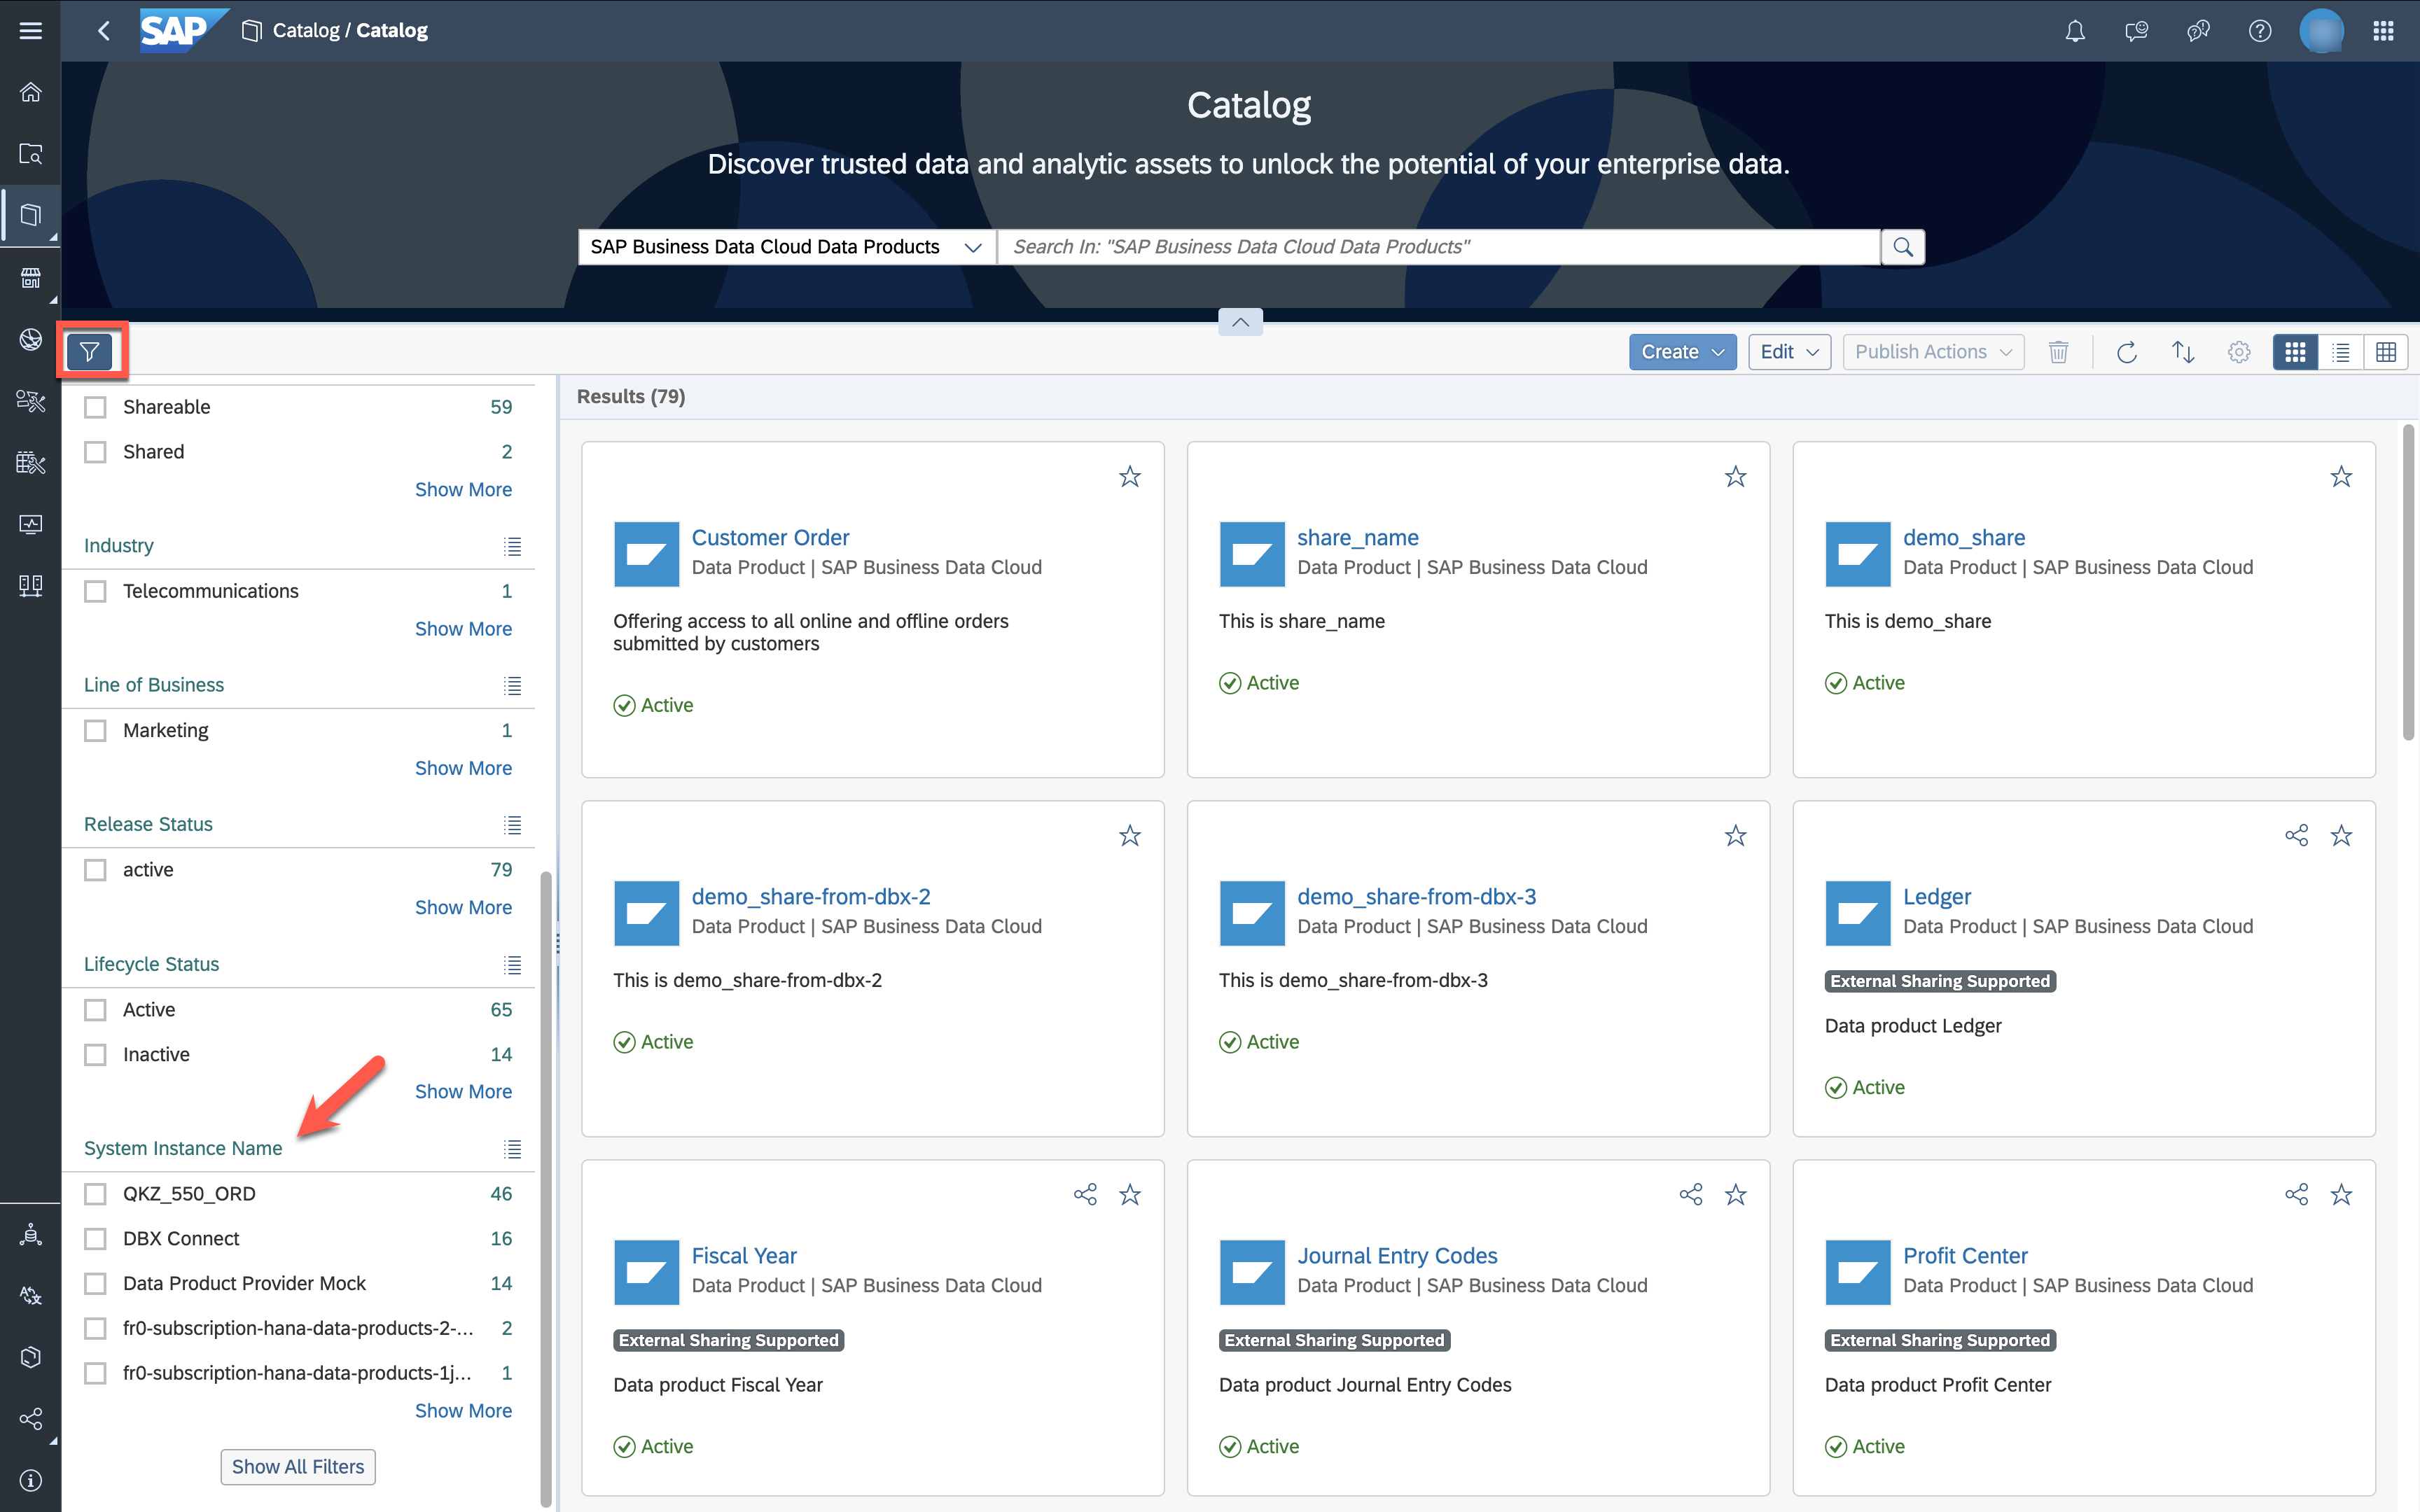 SAP
Catalog / Catalog
Catalog
Discover trusted data and analytic assets to unlock the potential of your enterprise data.
SAP Business Data Cloud Data Products
Search In: "SAP Business Data Cloud Data Products"
Create
Edit
Publish Actions
Shareable 59
Shared 2
Show More
Industry
Telecommunications 1
Show More
Line of Business
Marketing 1
Show More
Release Status
active 79
Show More
Lifecycle Status
Active 65
Inactive 14
Show More
System Instance Name
QKZ_550_ORD 46
DBX Connect 16
Data Product Provider Mock 14
fr0-subscription-hana-data-products-2-... 2
fr0-subscription-hana-data-products-1j... 1
Show More
Show All Filters
Results (79)
Customer Order
Data Product | SAP Business Data Cloud
Offering access to all online and offline orders
submitted by customers
Active
share_name
Data Product | SAP Business Data Cloud
This is share_name
Active
demo_share
Data Product | SAP Business Data Cloud
This is demo_share
Active
demo_share-from-dbx-2
Data Product | SAP Business Data Cloud
This is demo_share-from-dbx-2
Active
demo_share-from-dbx-3
Data Product | SAP Business Data Cloud
This is demo_share-from-dbx-3
Active
Ledger
Data Product | SAP Business Data Cloud
External Sharing Supported
Data product Ledger
Active
Fiscal Year
Data Product | SAP Business Data Cloud
External Sharing Supported
Data product Fiscal Year
Active
Journal Entry Codes
Data Product | SAP Business Data Cloud
External Sharing Supported
Data product Journal Entry Codes
Active
Profit Center
Data Product | SAP Business Data Cloud
External Sharing Supported
Data product Profit Center
Active